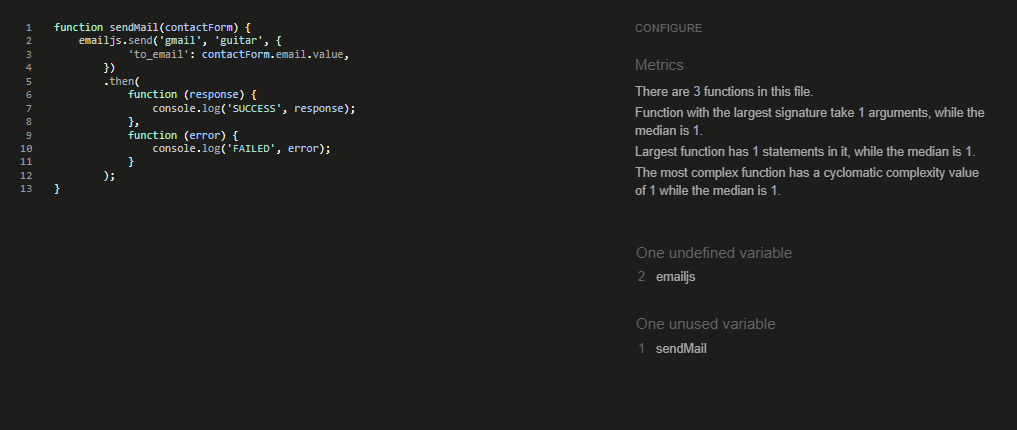 1 function sendMail(contactForm) {
2 emailjs.send('gmail', 'guitar', {
3 'to_email': contactForm.email.value,
4 })
5 .then(
6 function (response) {
7 console.log('SUCCESS', response);
8 },
9 function (error) {
10 console.log('FAILED', error);
11 }
12 );
13 }
CONFIGURE
Metrics
There are 3 functions in this file.
Function with the largest signature take 1 arguments, while the
median is 1.
Largest function has 1 statements in it, while the median is 1.
The most complex function has a cyclomatic complexity value
of 1 while the median is 1.
One undefined variable
2 emailjs
One unused variable
1 sendMail